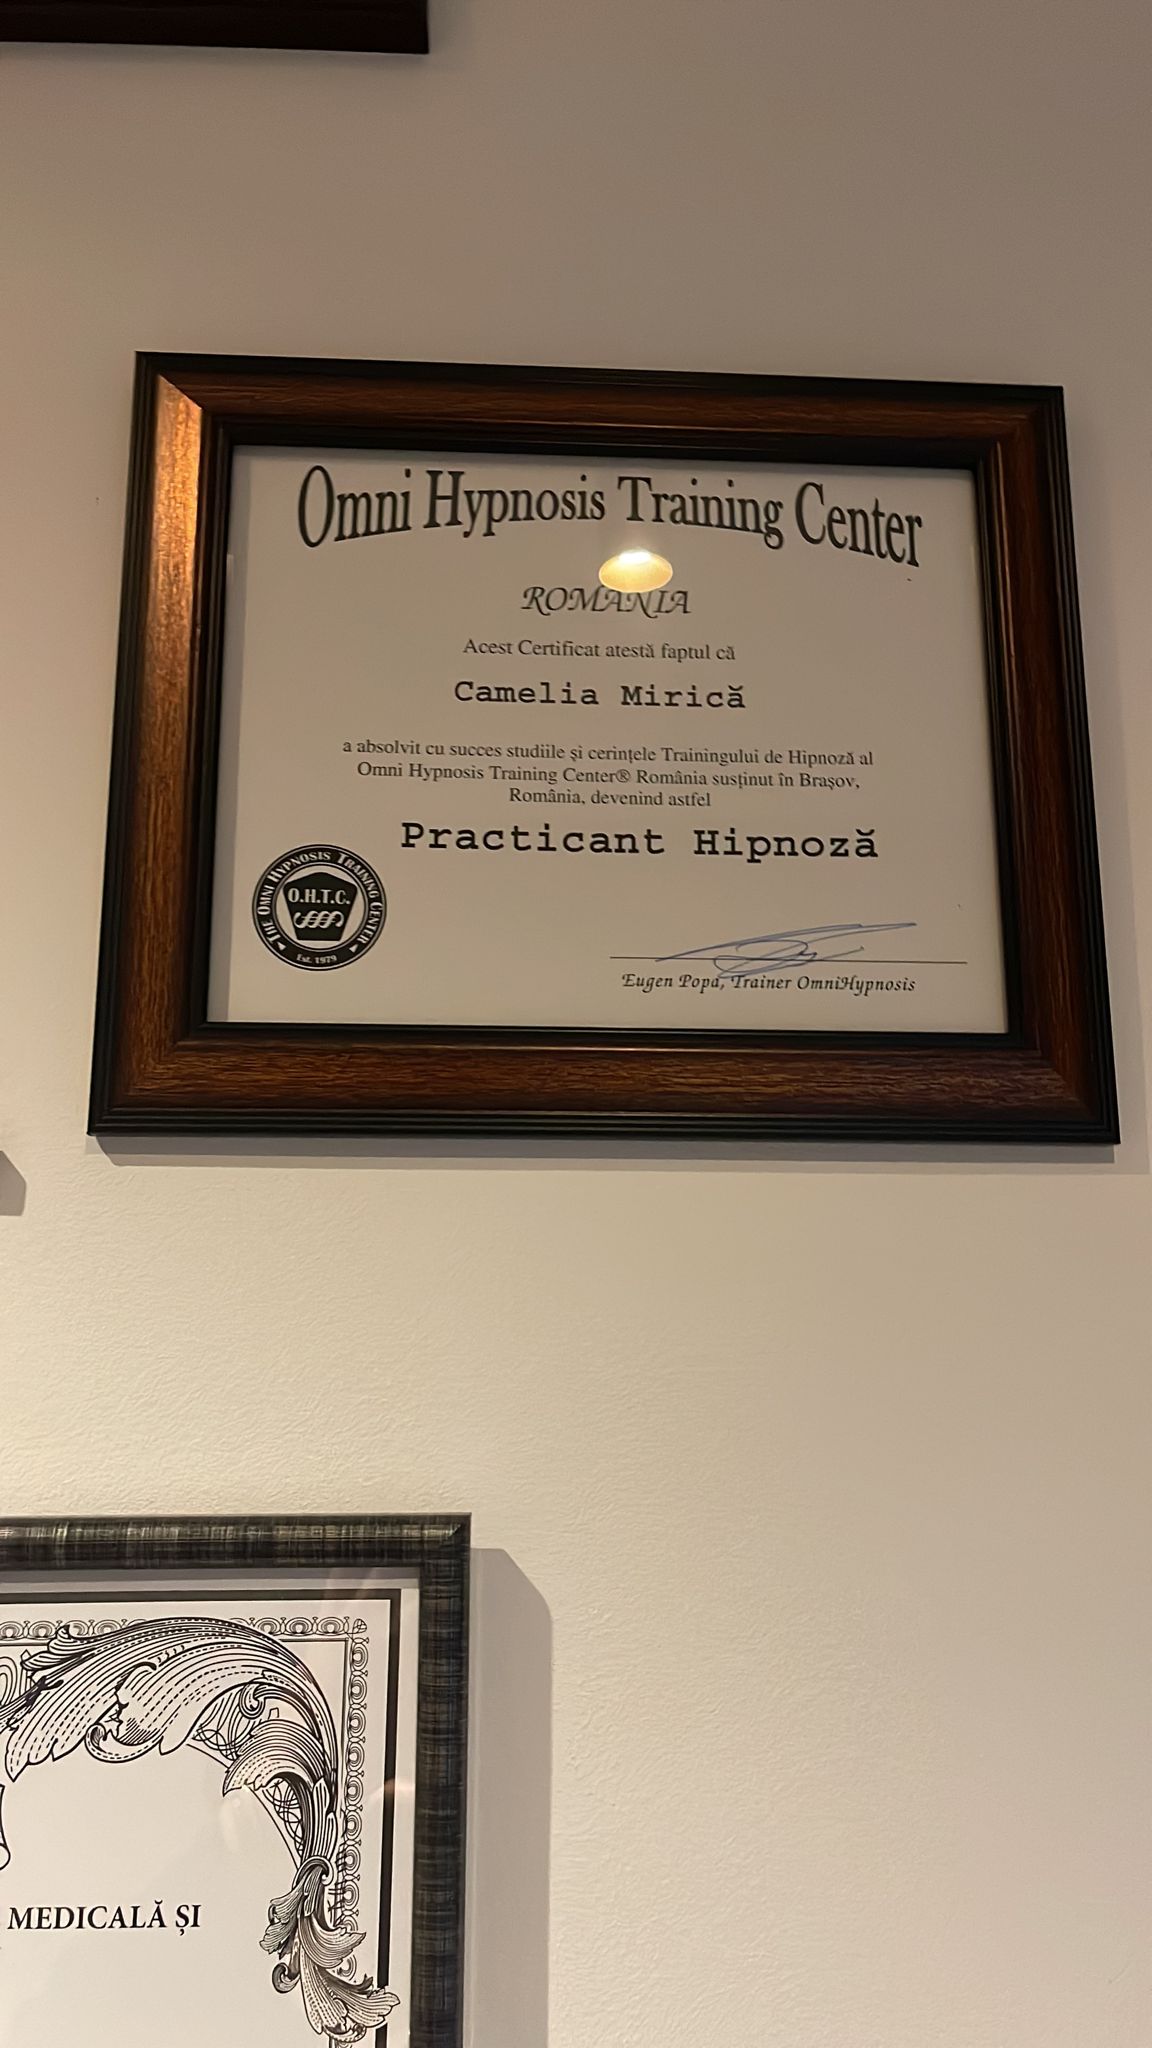 Omni Hypnosis Training Center
ROMANIA
Acest Certificat atestă faptul că
Camelia Mirică
a absolvit cu succes studiile și cerințele Trainingului de Hipnoză al
Omni Hypnosis Training Center® România susținut în Brașov,
România, devenind astfel
Practicant Hipnoză
THE OMNI HYPNOSIS TRAINING CENTER
O.H.T.C.
Est. 1979
Eugen Popa, Trainer OmniHypnosis
MEDICALĂ ȘI